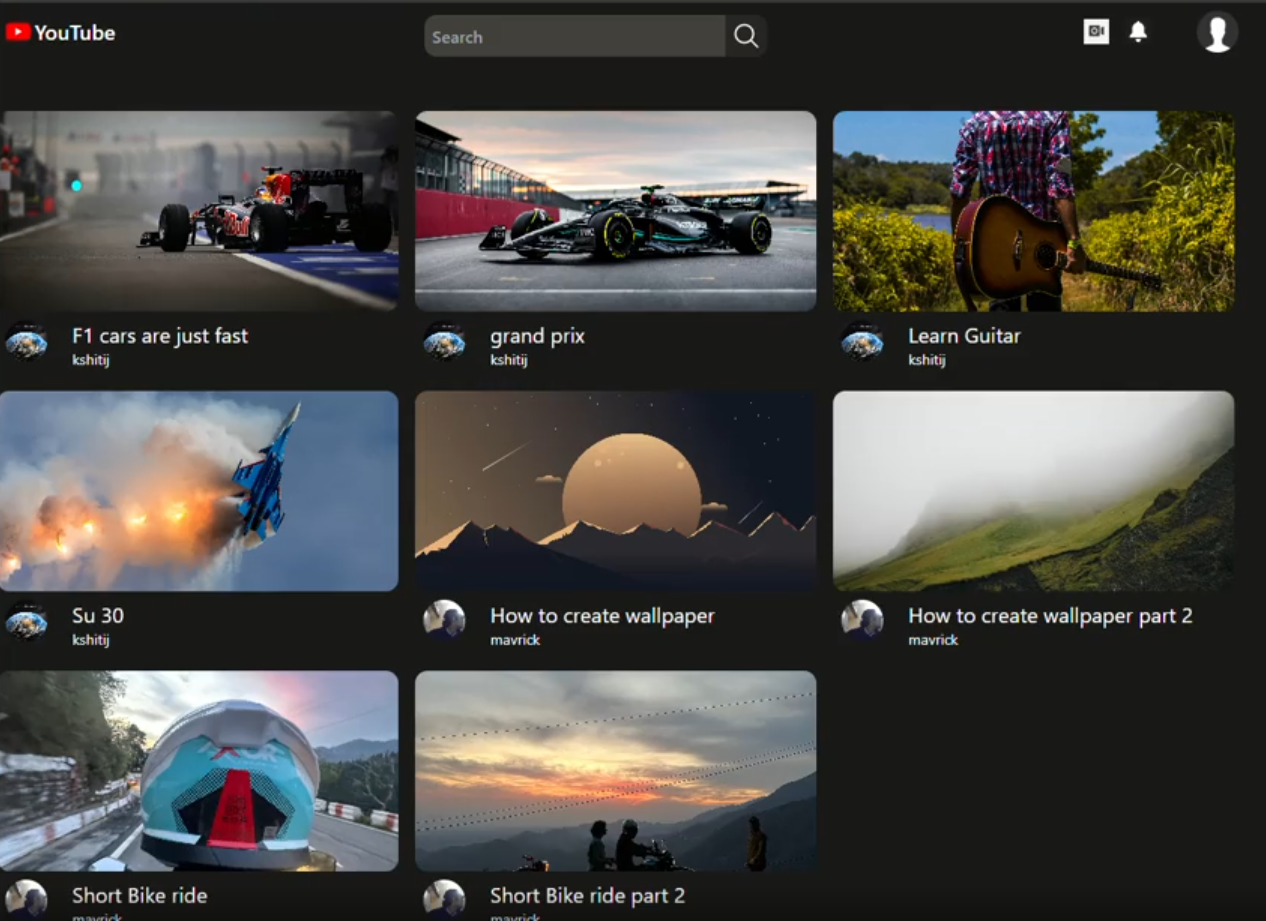 YouTube
Search
F1 cars are just fast
kshitij
grand prix
kshitij
Learn Guitar
kshitij
Su 30
kshitij
How to create wallpaper
mavrick
How to create wallpaper part 2
mavrick
Short Bike ride
mavrick
Short Bike ride part 2
mavrick